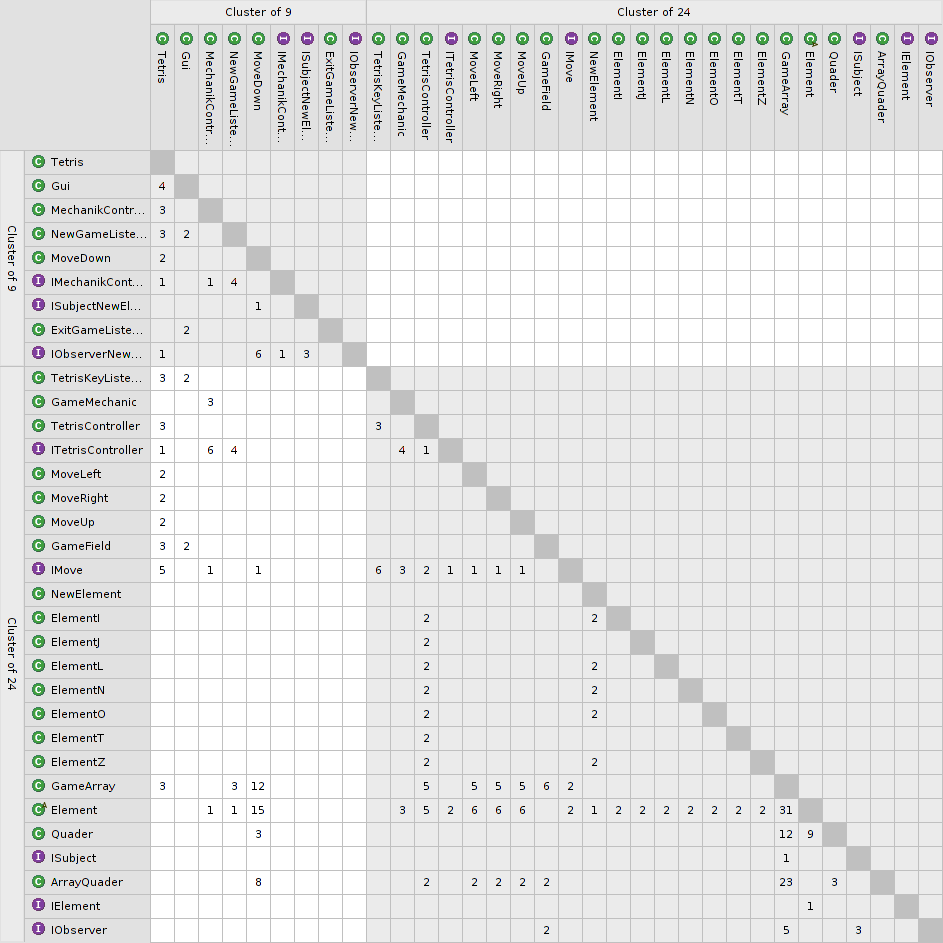 Cluster of 9 Cluster of 24
C C C C C I I C I C C C I C C C C I C C C C C C C C C C C I C I I
Tetris
Gui
MechanikContr...
NewGameListe...
MoveDown
IMechanikCont...
ISubjectNewEl...
ExitGameListe...
IObserverNew...
TetrisKeyListe...
GameMechanic
TetrisController
ITetrisController
MoveLeft
MoveRight
MoveUp
GameField
IMove
NewElement
ElementI
ElementJ
ElementL
ElementN
ElementO
ElementT
ElementZ
GameArray
Element
Quader
ISubject
ArrayQuader
IElement
IObserver
Cluster of 9
C Tetris
C Gui 4
C MechanikContr... 3
C NewGameListe... 3 2
C MoveDown 2
I IMechanikCont... 1 1 4
I ISubjectNewEl... 1
C ExitGameListe... 2
I IObserverNew... 1 6 1 3
Cluster of 24
C TetrisKeyListe... 3 2
C GameMechanic 3
C TetrisController 3 3
I ITetrisController 1 6 4 4 1
C MoveLeft 2
C MoveRight 2
C MoveUp 2
C GameField 3 2
I IMove 5 1 1 6 3 2 1 1 1 1
C NewElement
C ElementI 2 2
C ElementJ 2
C ElementL 2 2
C ElementN 2 2
C ElementO 2 2
C ElementT 2
C ElementZ 2 2
C GameArray 3 3 12 5 5 5 5 6 2
C Element 1 1 15 3 5 2 6 6 6 2 1 2 2 2 2 2 2 2 31
C Quader 3 12 9
I ISubject 1
C ArrayQuader 8 2 2 2 2 2 23 3
I IElement 1
I IObserver 2 5 3